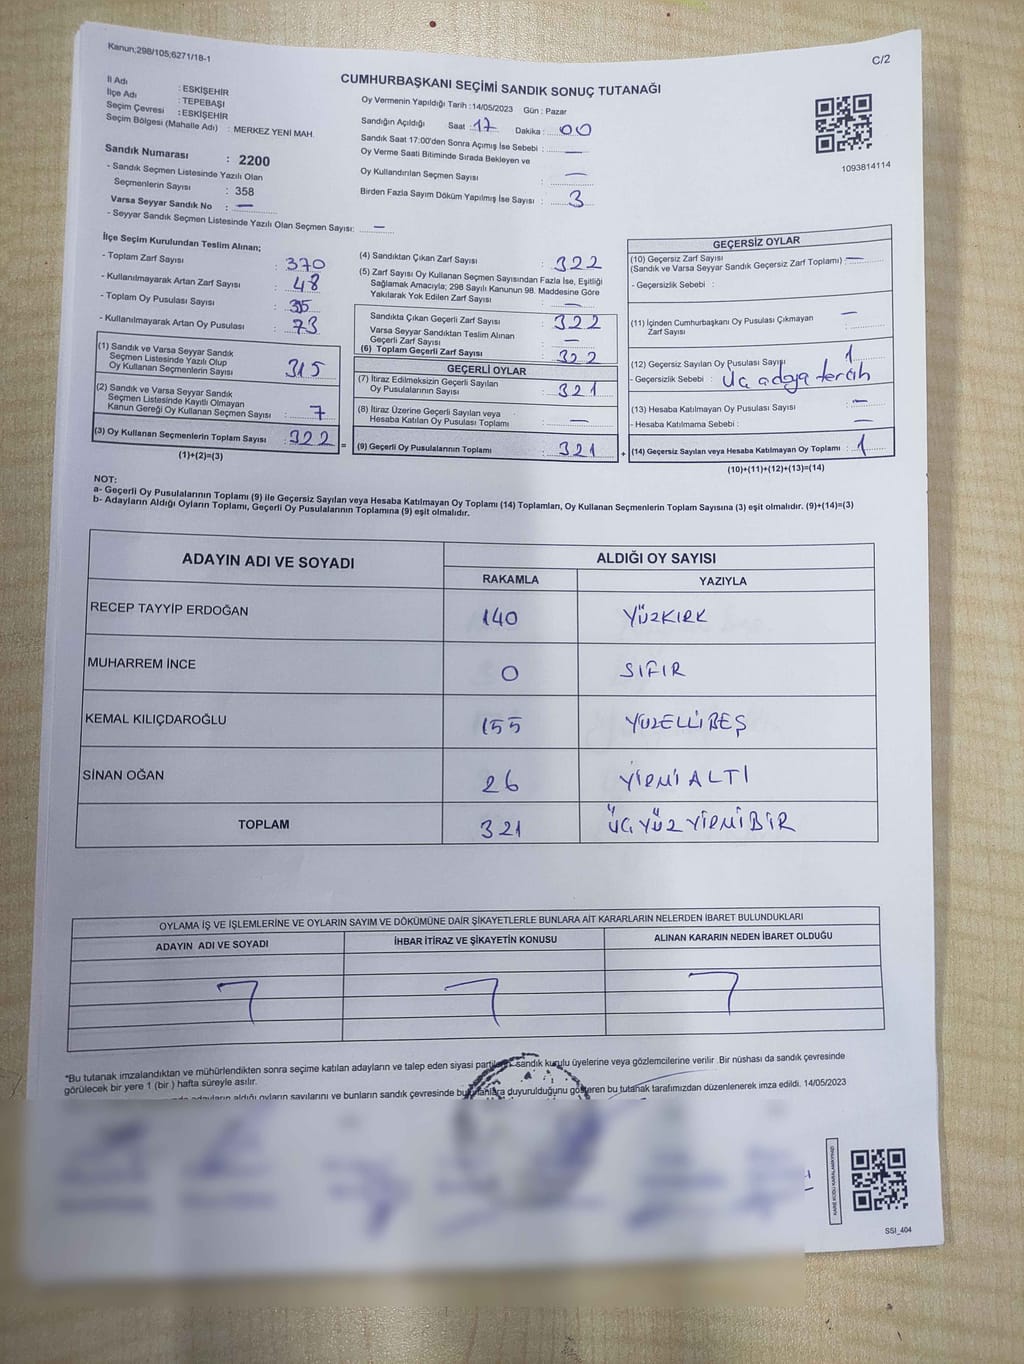 Kanun;298/105;6271/18-1
C/2
CUMHURBAŞKANI SEÇİMİ SANDIK SONUÇ TUTANAĞI
İl Adı : ESKİŞEHİR
İlçe Adı : TEPEBAŞI
Seçim Çevresi : ESKİŞEHİR
Seçim Bölgesi (Mahalle Adı) : MERKEZ YENİ MAH.
Sandık Numarası : 2200
- Sandık Seçmen Listesinde Yazılı Olan
Seçmenlerin Sayısı : 358
Varsa Seyyar Sandık No : —
- Seyyar Sandık Seçmen Listesinde Yazılı Olan Seçmen Sayısı: —
Oy Vermenin Yapıldığı Tarih :14/05/2023 Gün : Pazar
Sandığın Açıldığı Saat 17 Dakika : 00
Sandık Saat 17:00'den Sonra Açımış İse Sebebi : —
Oy Verme Saati Bitiminde Sırada Bekleyen ve
Oy Kullandırılan Seçmen Sayısı : —
Birden Fazla Sayım Döküm Yapılmış İse Sayısı : 3
1093814114
İlçe Seçim Kurulundan Teslim Alınan;
- Toplam Zarf Sayısı : 370
- Kullanılmayarak Artan Zarf Sayısı : 48
- Toplam Oy Pusulası Sayısı :
- Kullanılmayarak Artan Oy Pusulası : 73
(1) Sandık ve Varsa Seyyar Sandık
Seçmen Listesinde Yazılı Olup
Oy Kullanan Seçmenlerin Sayısı : 315
(2) Sandık ve Varsa Seyyar Sandık
Seçmen Listesinde Kayıtlı Olmayan
Kanun Gereği Oy Kullanan Seçmen Sayısı : 7
(3) Oy Kullanan Seçmenlerin Toplam Sayısı : 322 =
(1)+(2)=(3)
(4) Sandıktan Çıkan Zarf Sayısı : 322
(5) Zarf Sayısı Oy Kullanan Seçmen Sayısından Fazla İse, Eşitliği
Sağlamak Amacıyla; 298 Sayılı Kanunun 98. Maddesine Göre
Yakılarak Yok Edilen Zarf Sayısı : —
Sandıkta Çıkan Geçerli Zarf Sayısı : 322
Varsa Seyyar Sandıktan Teslim Alınan
Geçerli Zarf Sayısı : —
(6) Toplam Geçerli Zarf Sayısı : 322
GEÇERLİ OYLAR
(7) İtiraz Edilmeksizin Geçerli Sayılan
Oy Pusulalarının Sayısı : 321
(8) İtiraz Üzerine Geçerli Sayılan veya
Hesaba Katılan Oy Pusulası Toplamı : —
(9) Geçerli Oy Pusulalarının Toplamı : 321 +
GEÇERSİZ OYLAR
(10) Geçersiz Zarf Sayısı
(Sandık ve Varsa Seyyar Sandık Geçersiz Zarf Toplamı) : —
- Geçersizlik Sebebi :
(11) İçinden Cumhurbaşkanı Oy Pusulası Çıkmayan
Zarf Sayısı : —
(12) Geçersiz Sayılan Oy Pusulası Sayısı : 1
- Geçersizlik Sebebi : Üç adaya tercih
(13) Hesaba Katılmayan Oy Pusulası Sayısı : —
- Hesaba Katılmama Sebebi : —
(14) Geçersiz Sayılan veya Hesaba Katılmayan Oy Toplamı : 1
(10)+(11)+(12)+(13)=(14)
NOT:
a- Geçerli Oy Pusulalarının Toplamı (9) ile Geçersiz Sayılan veya Hesaba Katılmayan Oy Toplamı (14) Toplamları, Oy Kullanan Seçmenlerin Toplam Sayısına (3) eşit olmalıdır. (9)+(14)=(3)
b- Adayların Aldığı Oyların Toplamı, Geçerli Oy Pusulalarının Toplamına (9) eşit olmalıdır.
ADAYIN ADI VE SOYADI ALDIĞI OY SAYISI
RAKAMLA YAZIYLA
RECEP TAYYİP ERDOĞAN 140 YÜZKIRK
MUHARREM İNCE 0 SIFIR
KEMAL KILIÇDAROĞLU 155 YÜZELLİBEŞ
SİNAN OĞAN 26 YİRMİ ALTI
TOPLAM 321 ÜÇ YÜZ YİRMİ BİR
OYLAMA İŞ VE İŞLEMLERİNE VE OYLARIN SAYIM VE DÖKÜMÜNE DAİR ŞİKAYETLERLE BUNLARA AİT KARARLARIN NELERDEN İBARET BULUNDUKLARI
ADAYIN ADI VE SOYADI İHBAR İTİRAZ VE ŞİKAYETİN KONUSU ALINAN KARARIN NEDEN İBARET OLDUĞU
*Bu tutanak imzalandıktan ve mühürlendikten sonra seçime katılan adayların ve talep eden siyasi partilerin sandık kurulu üyelerine veya gözlemcilerine verilir .Bir nüshası da sandık çevresinde
görülecek bir yere 1 (bir ) hafta süreyle asılır.
adayların aldığı oyların sayılarını ve bunların sandık çevresinde bulunanlara duyurulduğunu gösteren bu tutanak tarafımızdan düzenlenerek imza edildi. 14/05/2023
KARE KODU KARALAMAYINIZ!
SSI_404